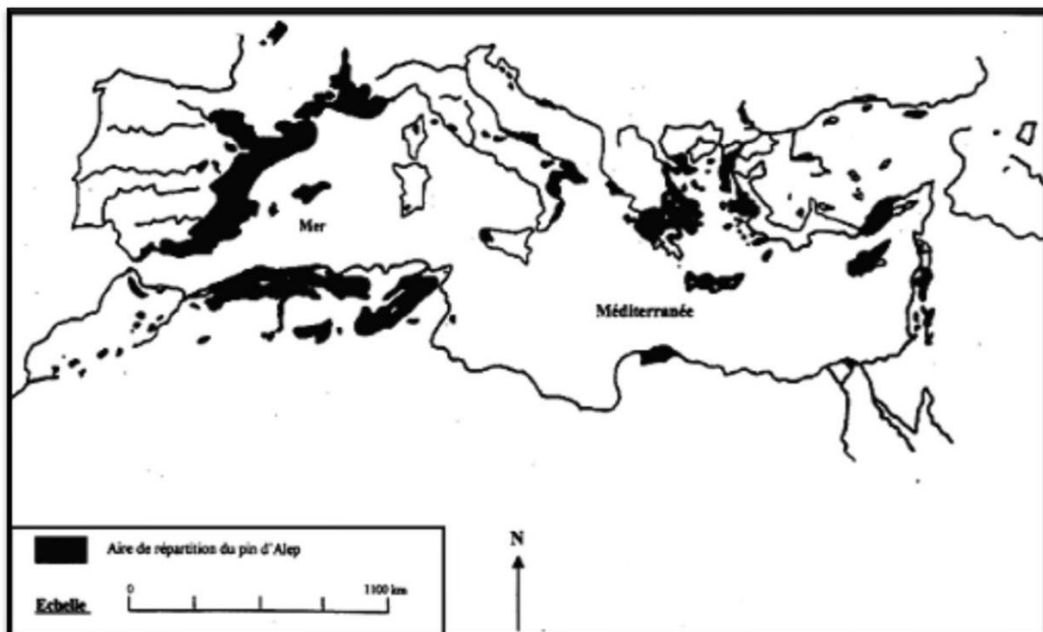 Mer
Méditerranée
?
Aire de répartition du pin d'Alep
N
0
1100 km
Echelle